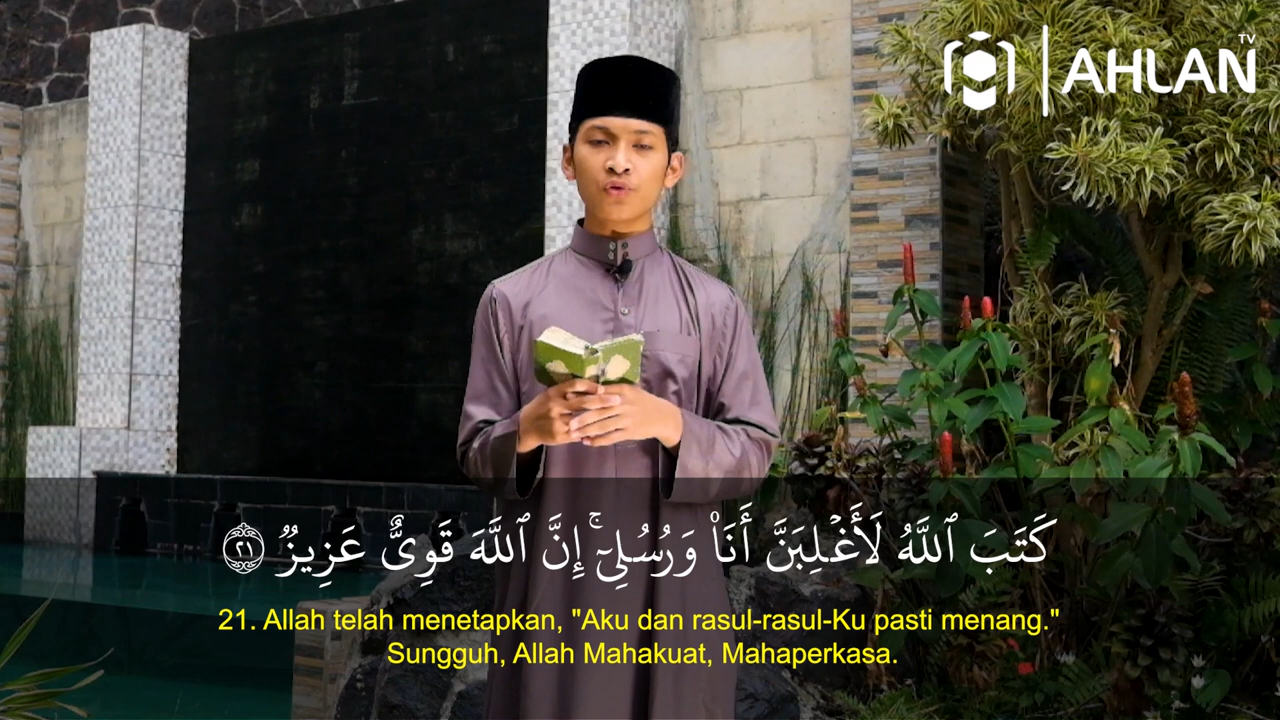 AHLAN TV
كَتَبَ ٱللَّهُ لَأَغْلِبَنَّ أَنَا۠ وَرُسُلِىٓ ۚ إِنَّ ٱللَّهَ قَوِىٌّ عَزِيزٌ ٢١
21. Allah telah menetapkan, "Aku dan rasul-rasul-Ku pasti menang."
Sungguh, Allah Mahakuat, Mahaperkasa.